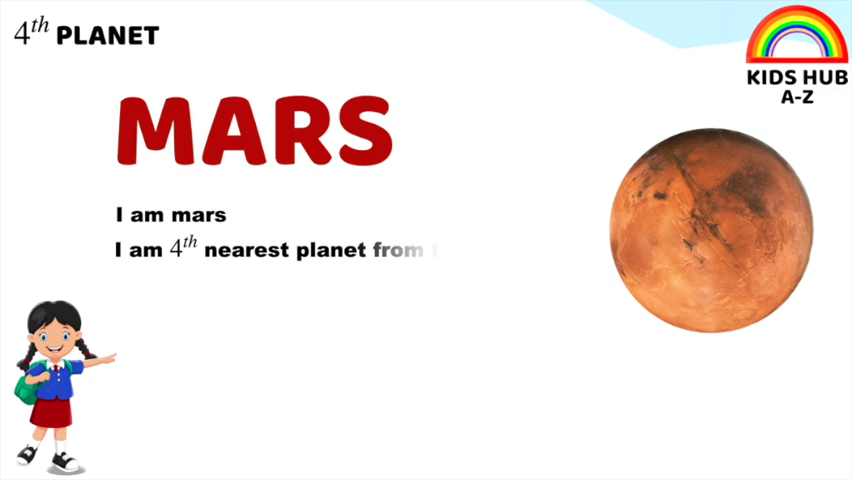 4th PLANET
KIDS HUB
A-Z
MARS
I am mars
I am 4th nearest planet from